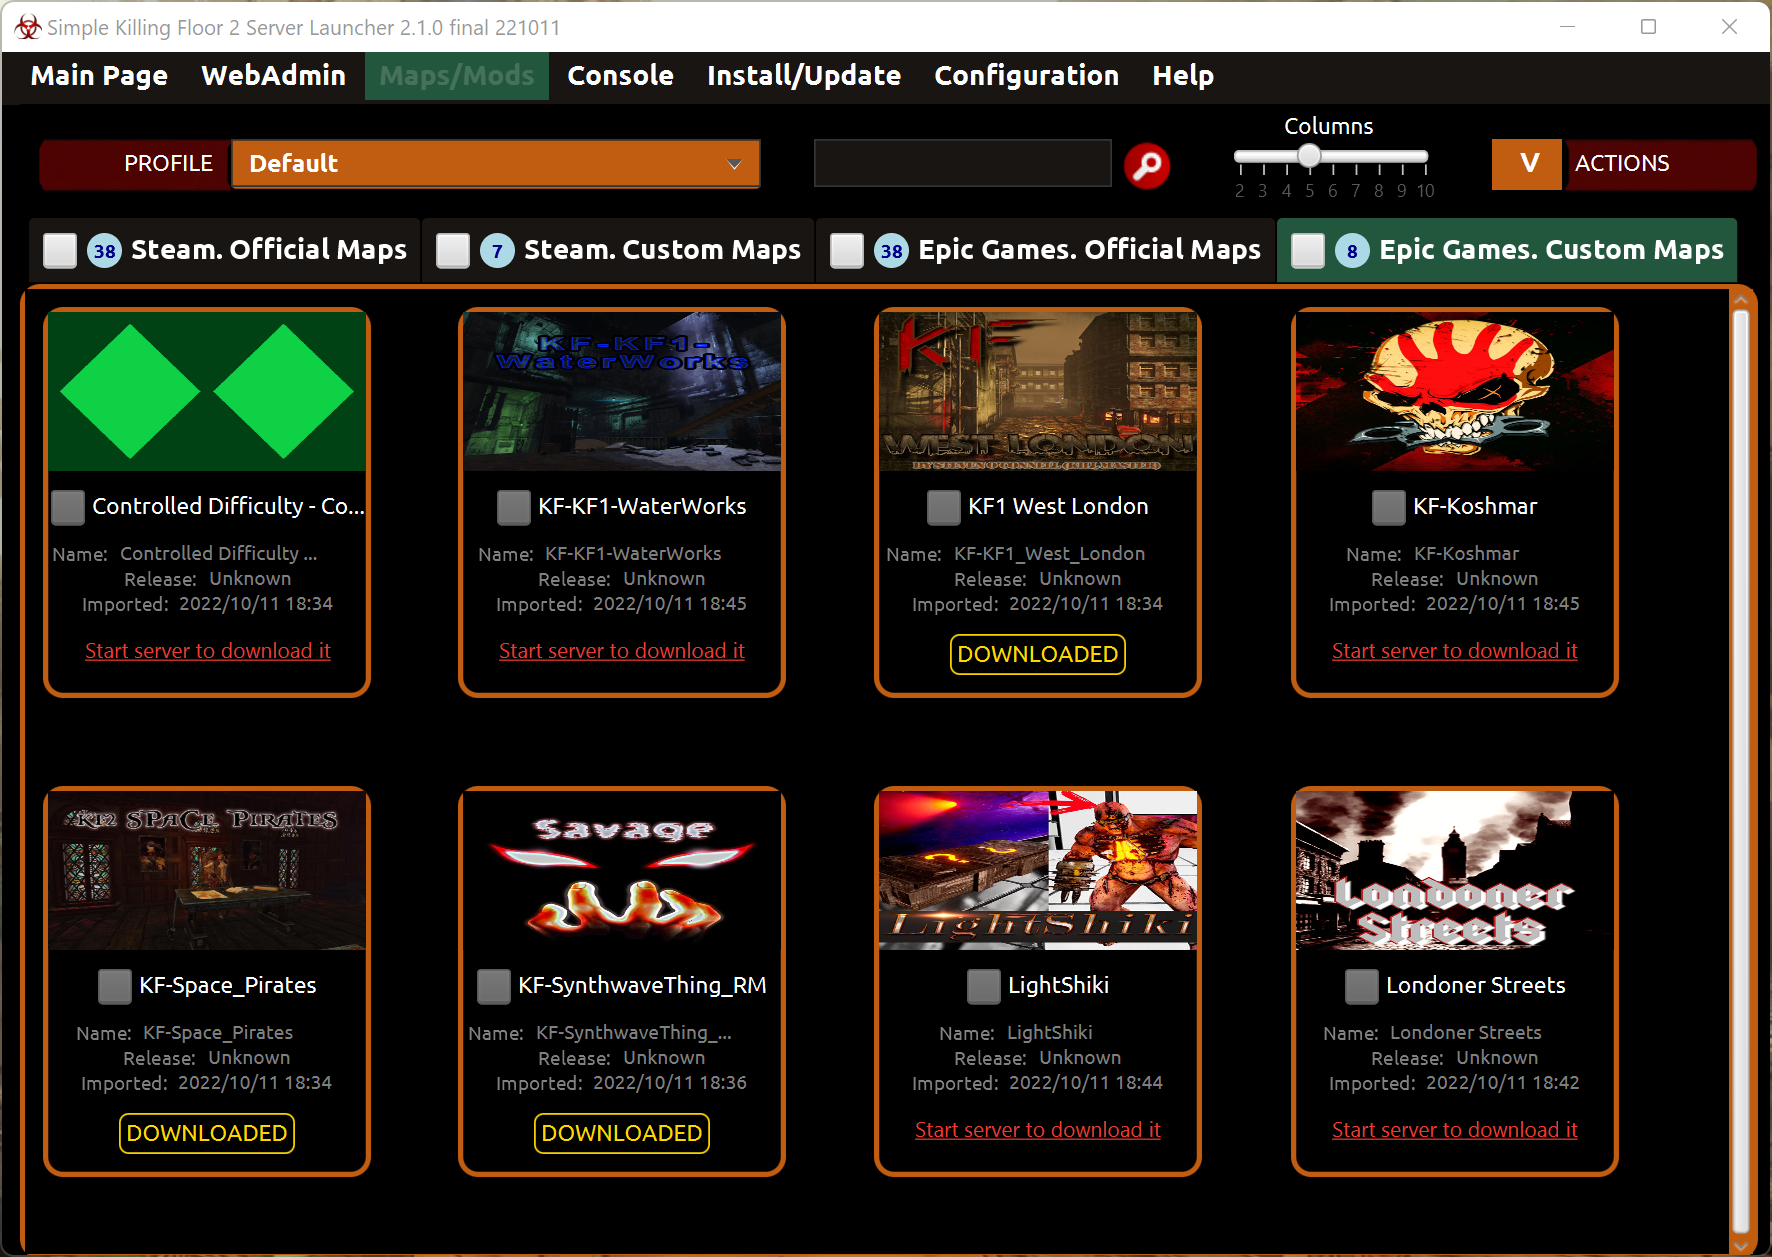 Simple Killing Floor 2 Server Launcher 2.1.0 final 221011
Main Page WebAdmin Maps/Mods Console Install/Update Configuration Help
Columns
PROFILE Default V ACTIONS
2 3 4 5 6 7 8 9 10
38 Steam. Official Maps 7 Steam. Custom Maps 38 Epic Games. Official Maps 8 Epic Games. Custom Maps
KF-KF1-
WaterWorks
KF
WEST LONDON
BY STEVEN OCONNELL (KILLMASTER)
Controlled Difficulty - Co...
Name: Controlled Difficulty ...
Release: Unknown
Imported: 2022/10/11 18:34
Start server to download it
KF-KF1-WaterWorks
Name: KF-KF1-WaterWorks
Release: Unknown
Imported: 2022/10/11 18:45
Start server to download it
KF1 West London
Name: KF-KF1_West_London
Release: Unknown
Imported: 2022/10/11 18:34
DOWNLOADED
KF-Koshmar
Name: KF-Koshmar
Release: Unknown
Imported: 2022/10/11 18:45
Start server to download it
KF2 SPACE PIRATES
KF-Space_Pirates
Name: KF-Space_Pirates
Release: Unknown
Imported: 2022/10/11 18:34
DOWNLOADED
Savage
KF-SynthwaveThing_RM
Name: KF-SynthwaveThing_...
Release: Unknown
Imported: 2022/10/11 18:36
DOWNLOADED
LightShiki
LightShiki
Name: LightShiki
Release: Unknown
Imported: 2022/10/11 18:44
Start server to download it
Londoner
Streets
Londoner Streets
Name: Londoner Streets
Release: Unknown
Imported: 2022/10/11 18:42
Start server to download it